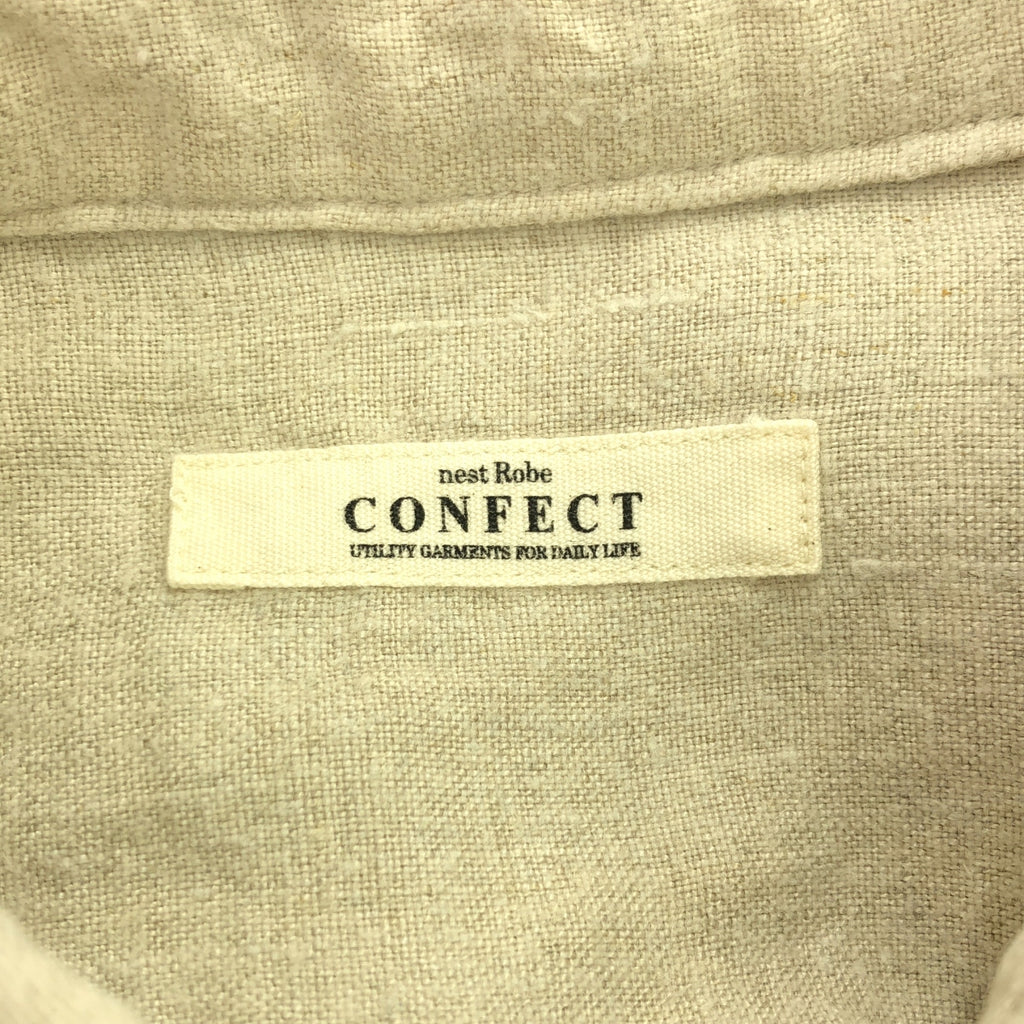 nest Robe
CONFECT
UTILITY GARMENTS FOR DAILY LIFE